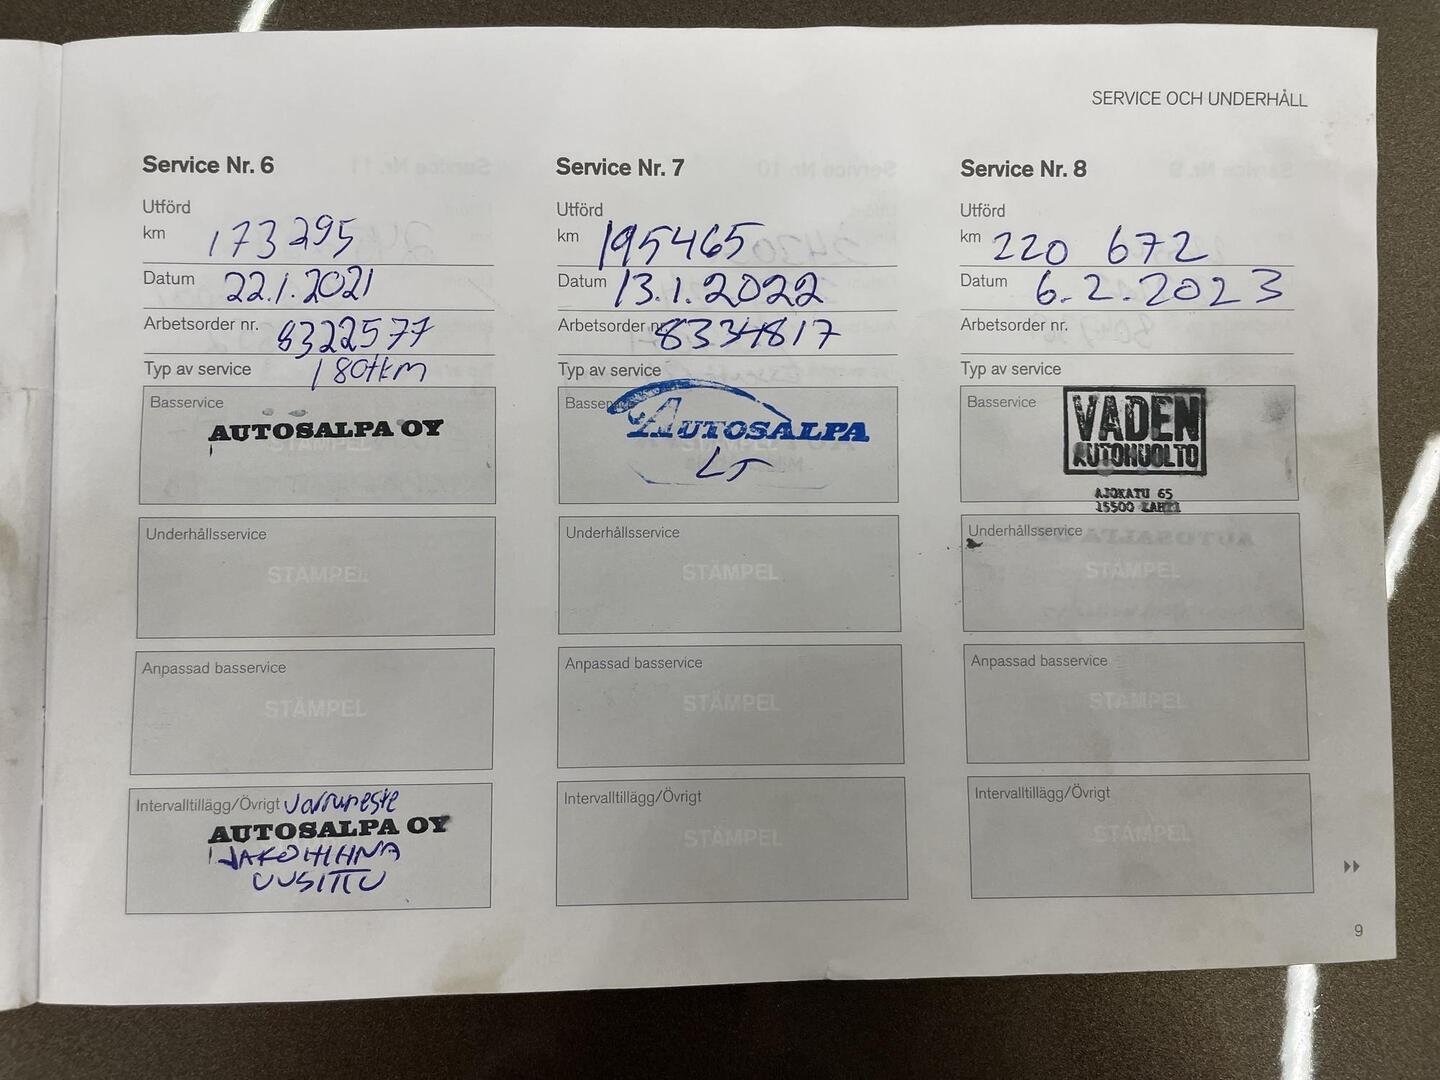 SERVICE OCH UNDERHÅLL
Service Nr. 6
Utförd
km 173295
Datum 22.1.2021
Arbetsorder nr. 8322577
Typ av service 180tkm
Basservice
AUTOSALPA OY
Underhållsservice
STÄMPEL
Anpassad basservice
STÄMPEL
Intervalltillägg/Övrigt Jarruneste
AUTOSALPA OY
JAKOHIHNA
UUSITTU
Service Nr. 7
Utförd
km 195465
Datum 13.1.2022
Arbetsorder nr. 8334817
Typ av service
AUTOSALPA
LJ
Underhållsservice
STÄMPEL
Anpassad basservice
STÄMPEL
Intervalltillägg/Övrigt
STÄMPEL
Service Nr. 8
Utförd
km 220 672
Datum 6.2.2023
Arbetsorder nr.
Typ av service
Basservice
VADEN
AUTOHUOLTO
AJOKATU 65
15500 LAHTI
Underhållsservice
STÄMPEL
Anpassad basservice
STÄMPEL
Intervalltillägg/Övrigt
STÄMPEL
9